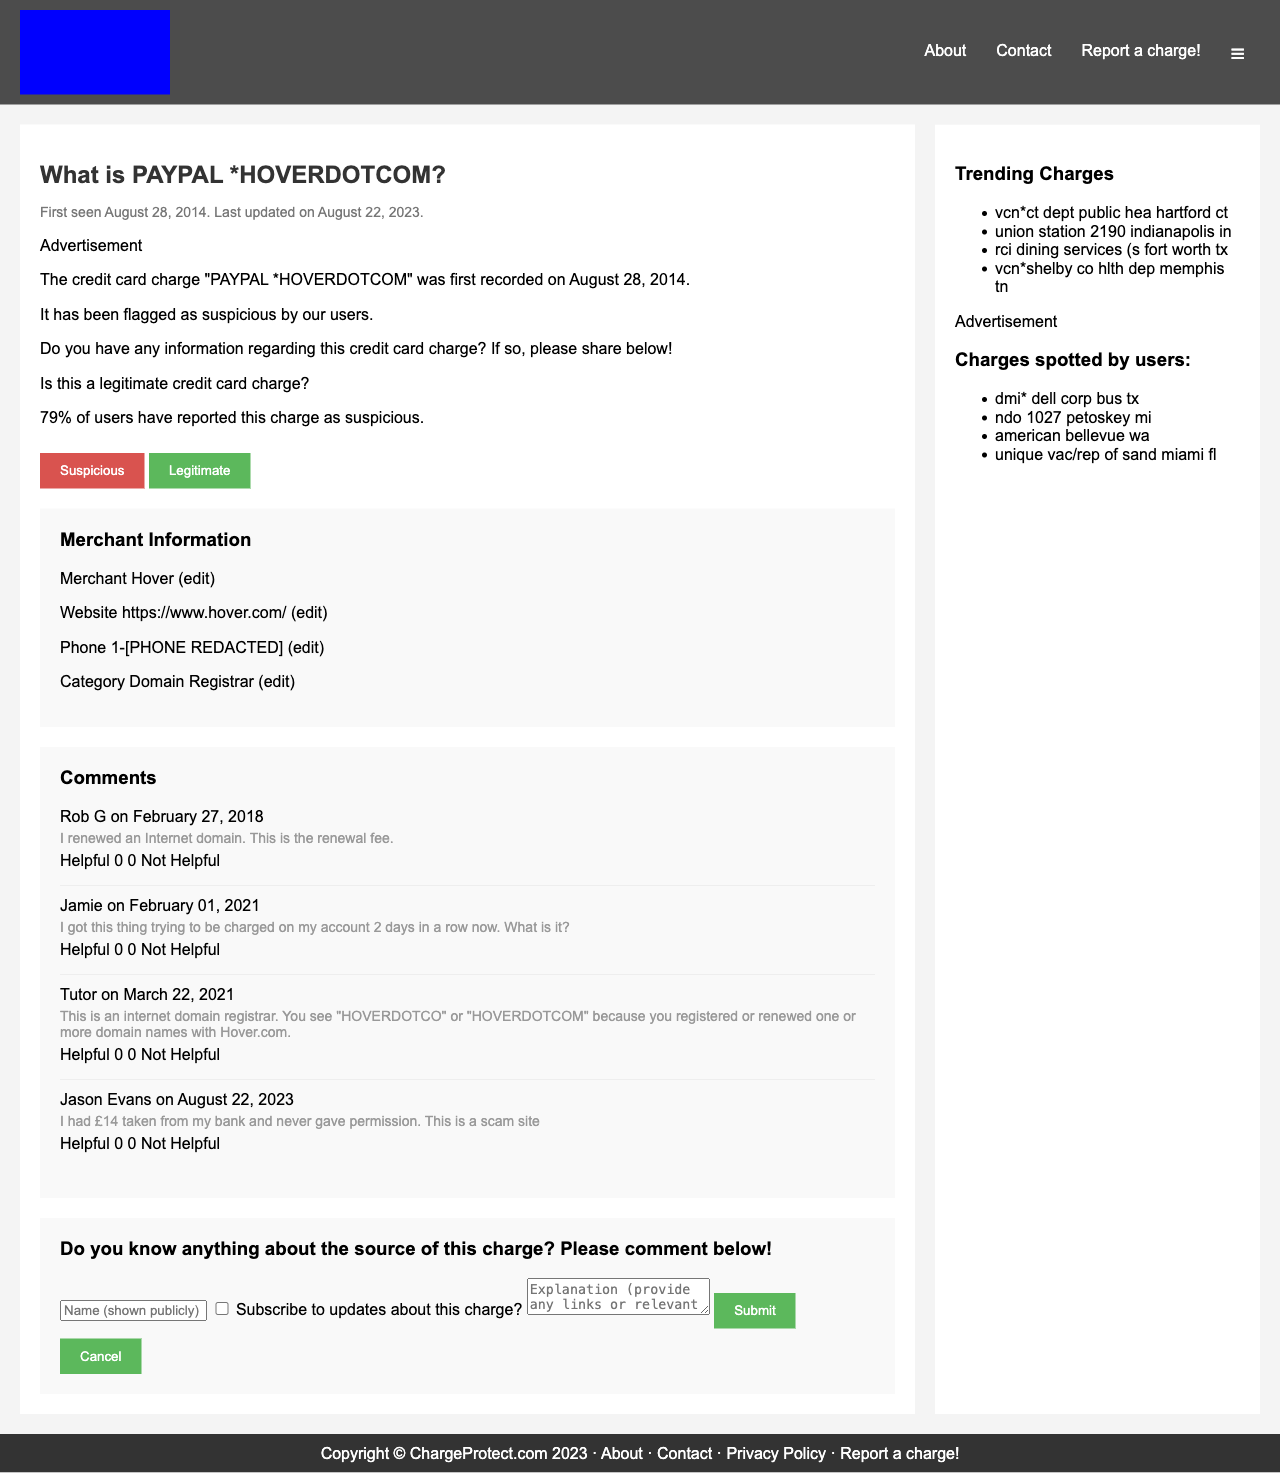 About Contact Report a charge! ≡
What is PAYPAL *HOVERDOTCOM?
First seen August 28, 2014. Last updated on August 22, 2023.
Advertisement
The credit card charge "PAYPAL *HOVERDOTCOM" was first recorded on August 28, 2014.
It has been flagged as suspicious by our users.
Do you have any information regarding this credit card charge? If so, please share below!
Is this a legitimate credit card charge?
79% of users have reported this charge as suspicious.
Suspicious Legitimate
Merchant Information
Merchant Hover (edit)
Website https://www.hover.com/ (edit)
Phone 1-[PHONE REDACTED] (edit)
Category Domain Registrar (edit)
Comments
Rob G on February 27, 2018
I renewed an Internet domain. This is the renewal fee.
Helpful 0 0 Not Helpful
Jamie on February 01, 2021
I got this thing trying to be charged on my account 2 days in a row now. What is it?
Helpful 0 0 Not Helpful
Tutor on March 22, 2021
This is an internet domain registrar. You see "HOVERDOTCO" or "HOVERDOTCOM" because you registered or renewed one or
more domain names with Hover.com.
Helpful 0 0 Not Helpful
Jason Evans on August 22, 2023
I had £14 taken from my bank and never gave permission. This is a scam site
Helpful 0 0 Not Helpful
Do you know anything about the source of this charge? Please comment below!
Name (shown publicly) Subscribe to updates about this charge?
Explanation (provide
any links or relevant
Submit
Cancel
Trending Charges
• vcn*ct dept public hea hartford ct
• union station 2190 indianapolis in
• rci dining services (s fort worth tx
• vcn*shelby co hlth dep memphis
tn
Advertisement
Charges spotted by users:
• dmi* dell corp bus tx
• ndo 1027 petoskey mi
• american bellevue wa
• unique vac/rep of sand miami fl
Copyright © ChargeProtect.com 2023 · About · Contact · Privacy Policy · Report a charge!